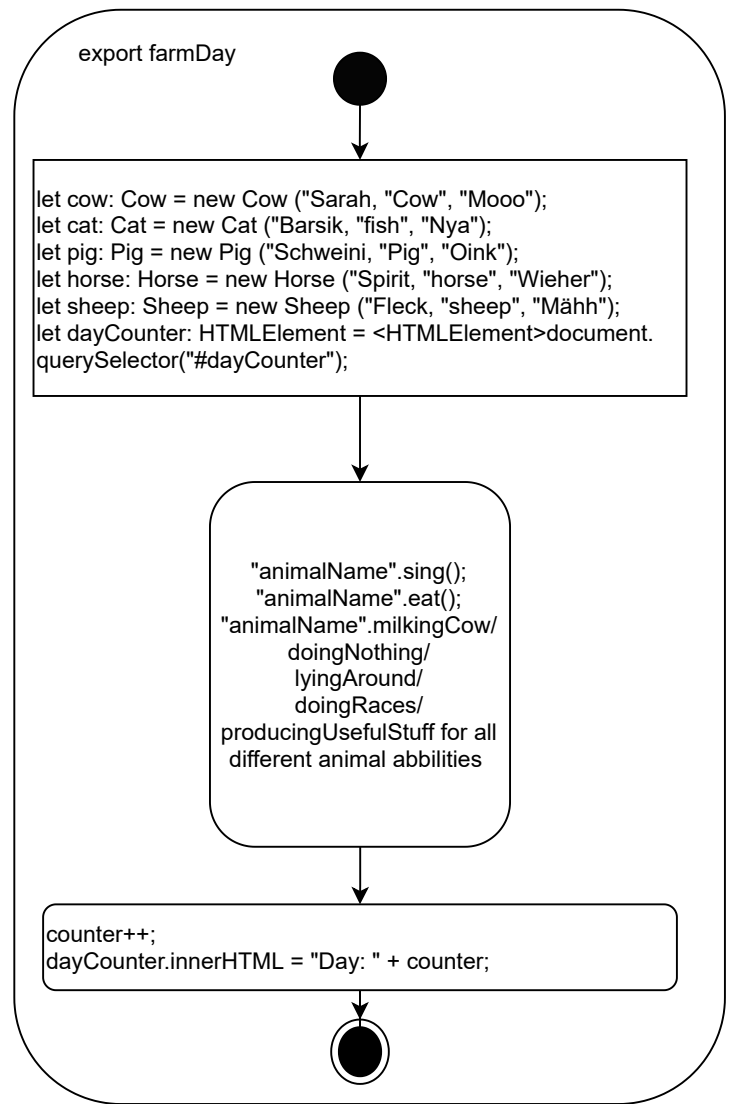 export farmDay
let cow: Cow = new Cow ("Sarah, "Cow", "Mooo");
let cat: Cat = new Cat ("Barsik, "fish", "Nya");
let pig: Pig = new Pig ("Schweini, "Pig", "Oink");
let horse: Horse = new Horse ("Spirit, "horse", "Wieher");
let sheep: Sheep = new Sheep ("Fleck, "sheep", "Mähh");
let dayCounter: HTMLElement = <HTMLElement>document.
querySelector("#dayCounter");
"animalName".sing();
"animalName".eat();
"animalName".milkingCow/
doingNothing/
lyingAround/
doingRaces/
producingUsefulStuff for all
different animal abbilities
counter++;
dayCounter.innerHTML = "Day: " + counter;